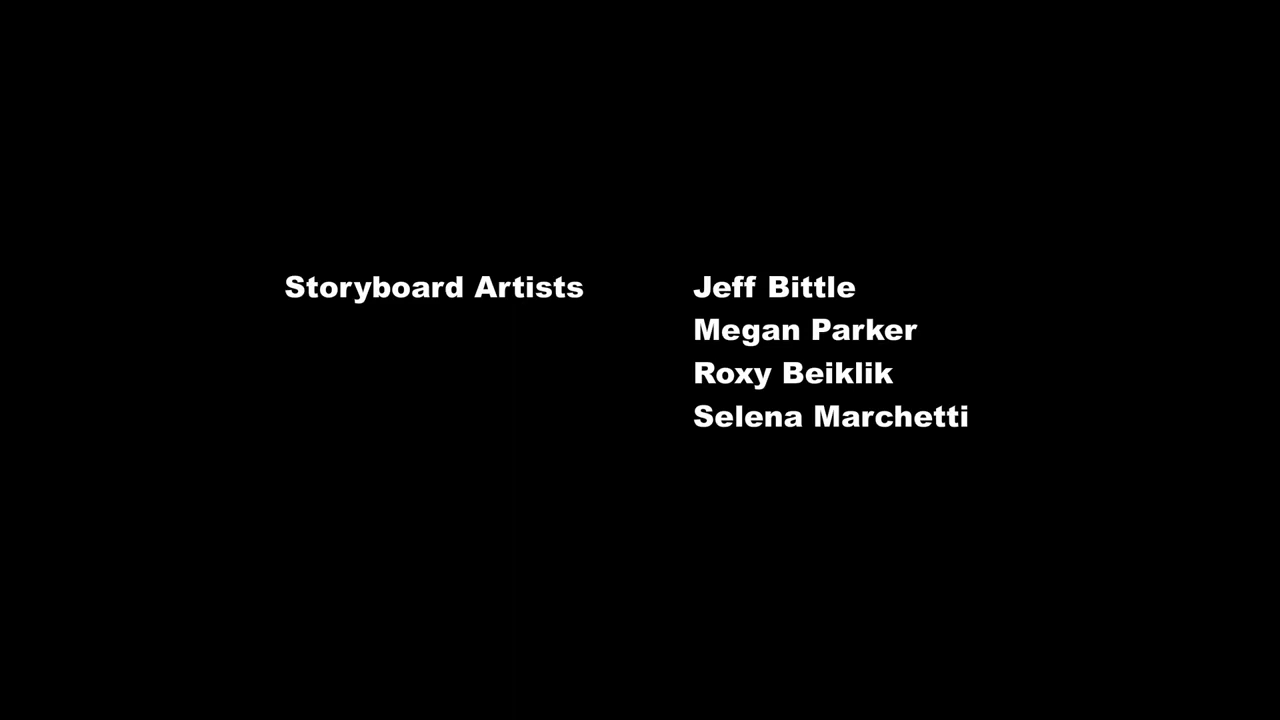 Storyboard Artists Jeff Bittle
Megan Parker
Roxy Beiklik
Selena Marchetti